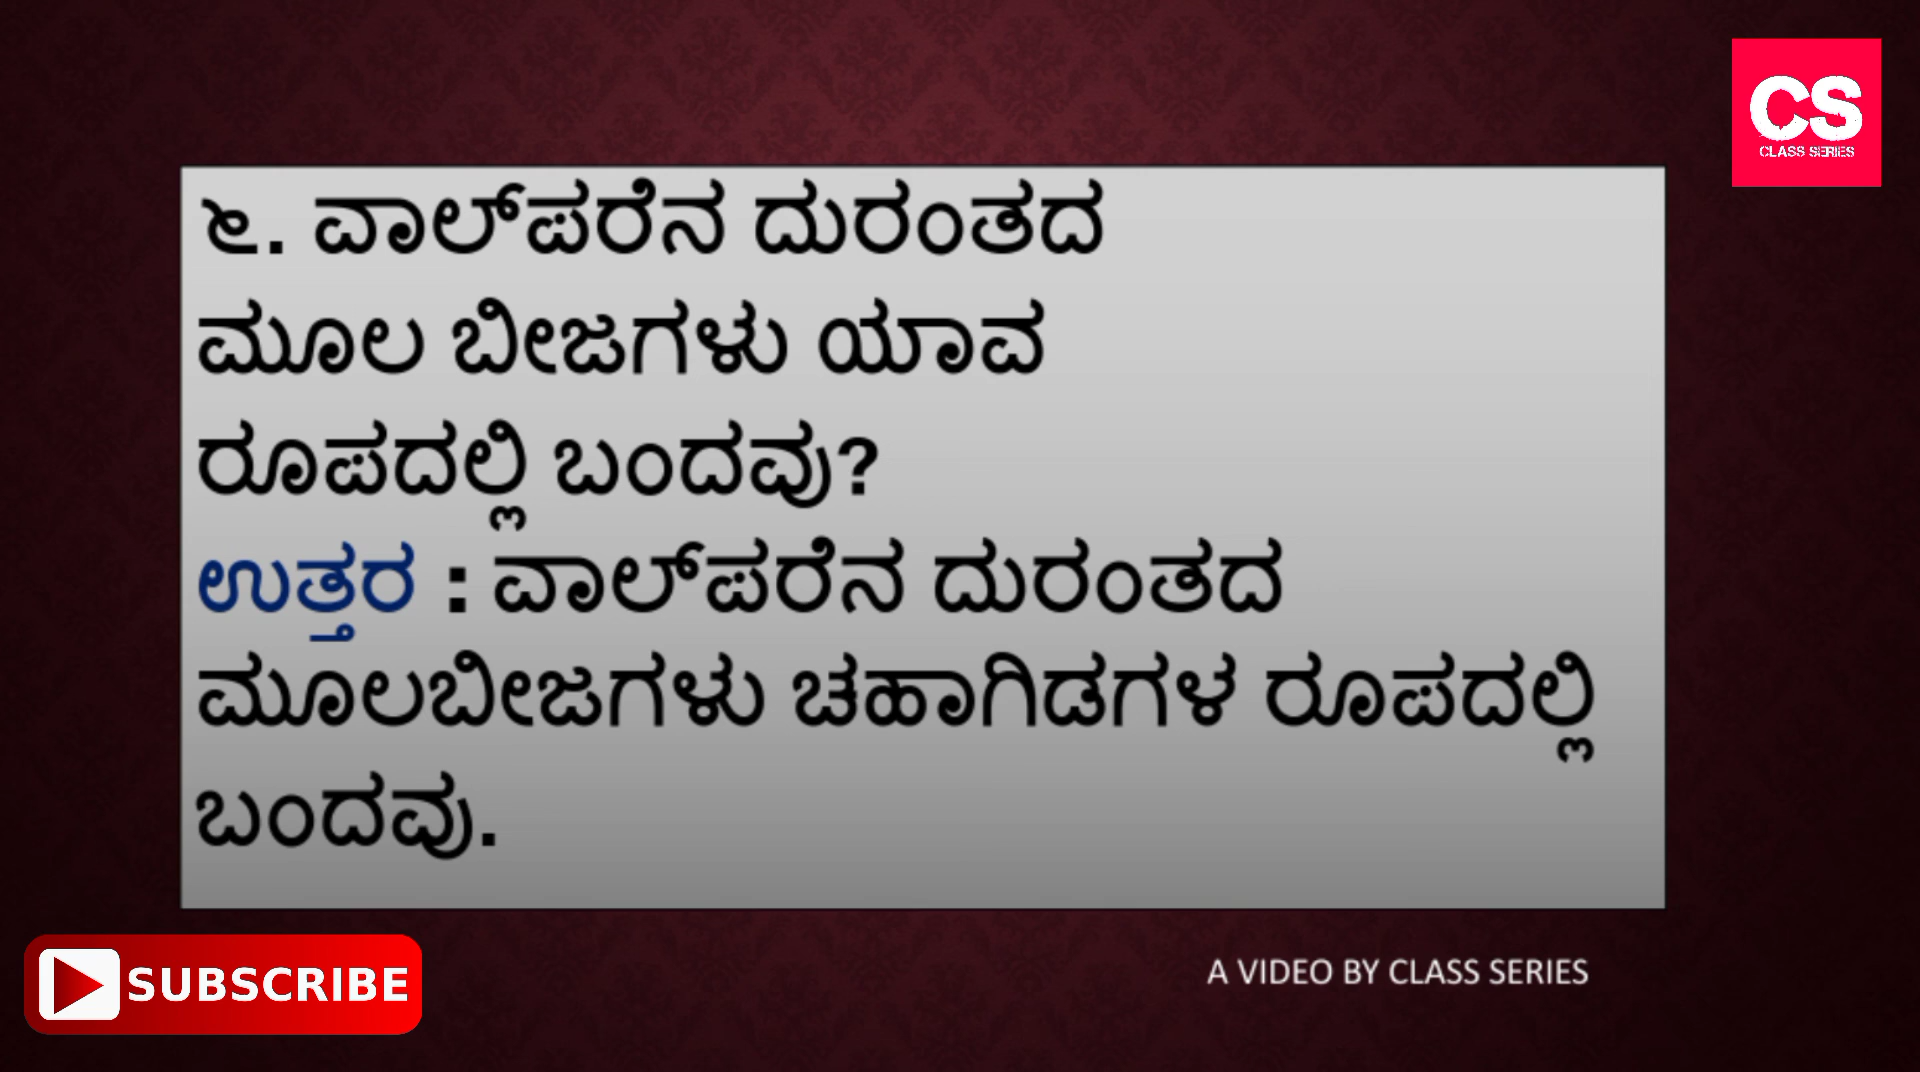 CS
CLASS SERIES
೬. ವಾಲ್‌ಪರೆನ ದುರಂತದ
ಮೂಲ ಬೀಜಗಳು ಯಾವ
ರೂಪದಲ್ಲಿ ಬಂದವು?
ಉತ್ತರ : ವಾಲ್‌ಪರೆನ ದುರಂತದ
ಮೂಲಬೀಜಗಳು ಚಹಾಗಿಡಗಳ ರೂಪದಲ್ಲಿ
ಬಂದವು.
SUBSCRIBE
A VIDEO BY CLASS SERIES